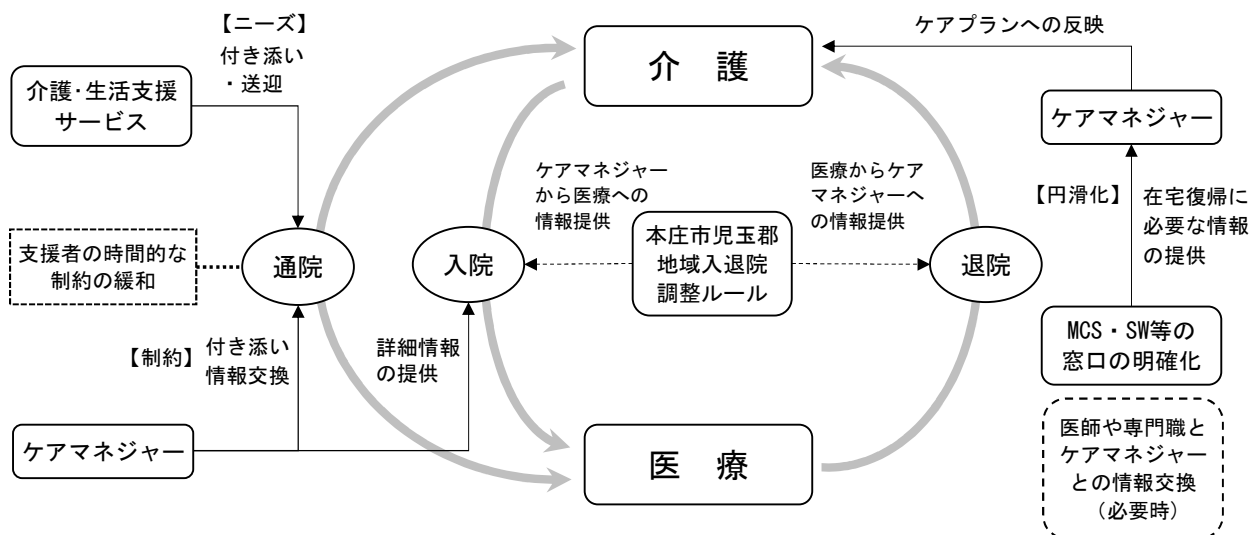 【ニーズ】
付き添い
・送迎
介護･生活支援
サービス
介　護
ケアプランへの反映
ケアマネジャー
ケアマネジャー
から医療への
情報提供
医療からケア
マネジャーへ
の情報提供
【円滑化】
在宅復帰に
必要な情報
の提供
支援者の時間的な
制約の緩和
通院
入院
本庄市児玉郡
地域入退院
調整ルール
退院
【制約】
付き添い
情報交換
詳細情報
の提供
MCS・SW等の
窓口の明確化
ケアマネジャー
医　療
医師や専門職と
ケアマネジャー
との情報交換
（必要時）